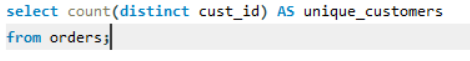 select count(distinct cust_id) AS unique_customers
from orders;